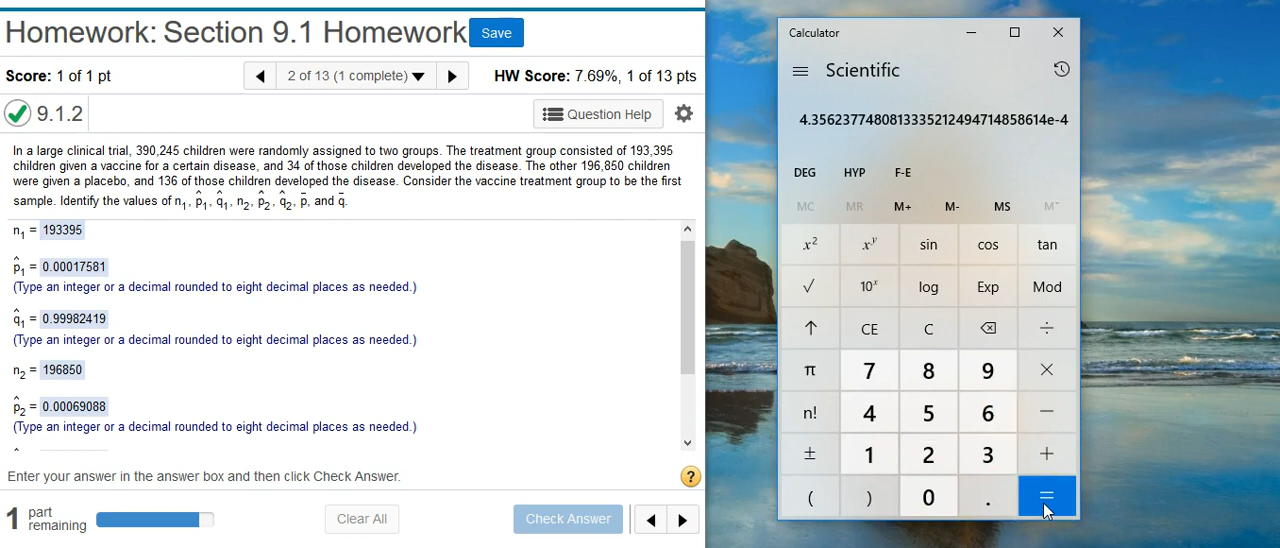 Homework: Section 9.1 Homework Save
Score: 1 of 1 pt
2 of 13 (1 complete)
HW Score: 7.69%, 1 of 13 pts
9.1.2
Question Help
In a large clinical trial, 390,245 children were randomly assigned to two groups. The treatment group consisted of 193,395
children given a vaccine for a certain disease, and 34 of those children developed the disease. The other 196,850 children
were given a placebo, and 136 of those children developed the disease. Consider the vaccine treatment group to be the first
sample. Identify the values of n₁, p̂₁, q̂₁, n₂, p̂₂, q̂₂, p̄, and q̄.
n₁ = 193395
p̂₁ = 0.00017581
(Type an integer or a decimal rounded to eight decimal places as needed.)
q̂₁ = 0.99982419
(Type an integer or a decimal rounded to eight decimal places as needed.)
n₂ = 196850
p̂₂ = 0.00069088
(Type an integer or a decimal rounded to eight decimal places as needed.)
Enter your answer in the answer box and then click Check Answer.
?
1 part
remaining
Clear All
Check Answer
Calculator
Scientific
4.3562377480813335212494714858614e-4
DEG HYP F-E
MC MR M+ M- MS M˅
x² xʸ sin cos tan
√ 10ˣ log Exp Mod
↑ CE C ⌫ ÷
π 7 8 9 ×
n! 4 5 6 −
± 1 2 3 +
( ) 0 . =